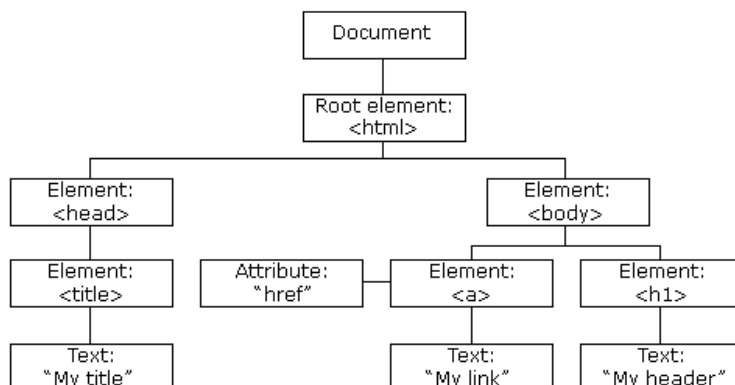 Document
Root element:
<html>
Element:
<head>
Element:
<body>
Element:
<title>
Attribute:
"href"
Element:
<a>
Element:
<h1>
Text:
"My title"
Text:
"My link"
Text:
"My header"